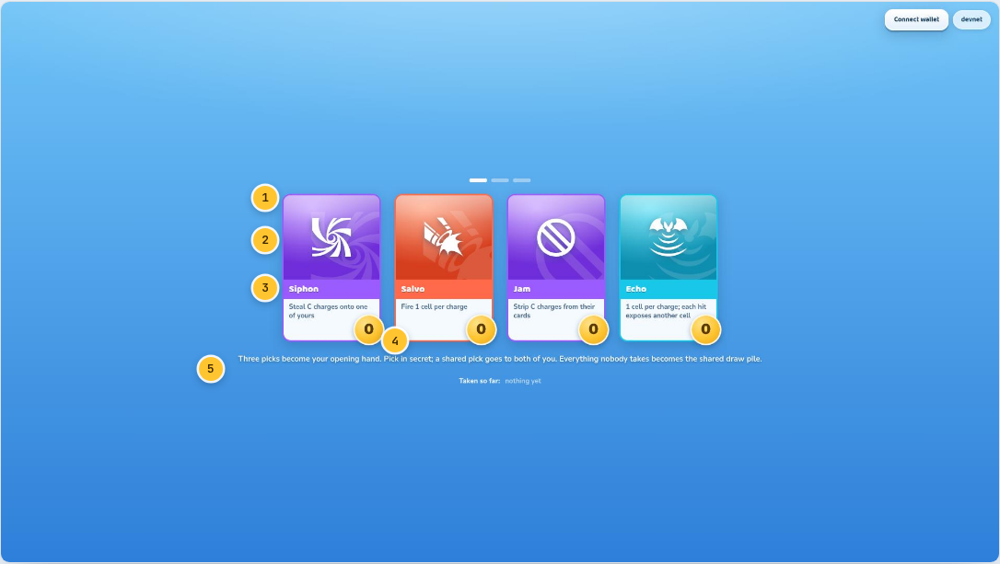 Connect wallet
devnet
1
2
3
Siphon
Steal C charges onto one
of yours
0
Salvo
Fire 1 cell per charge
0
Jam
Strip C charges from their
cards
0
Echo
1 cell per charge; each hit
exposes another cell
0
4
5
Three picks become your opening hand. Pick in secret; a shared pick goes to both of you. Everything nobody takes becomes the shared draw pile.
Taken so far: nothing yet